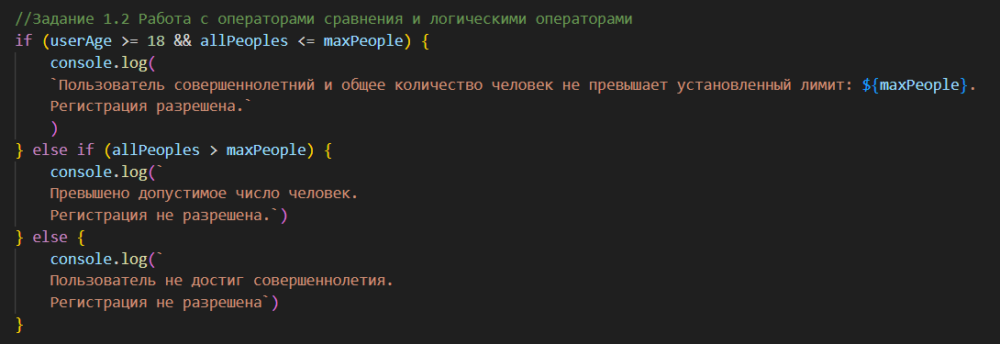 //Задание 1.2 Работа с операторами сравнения и логическими операторами
if (userAge >= 18 && allPeoples <= maxPeople) {
    console.log(
    `Пользователь совершеннолетний и общее количество человек не превышает установленный лимит: ${maxPeople}.
    Регистрация разрешена.`
    )
} else if (allPeoples > maxPeople) {
    console.log(`
    Превышено допустимое число человек.
    Регистрация не разрешена.`)
} else {
    console.log(`
    Пользователь не достиг совершеннолетия.
    Регистрация не разрешена`)
}